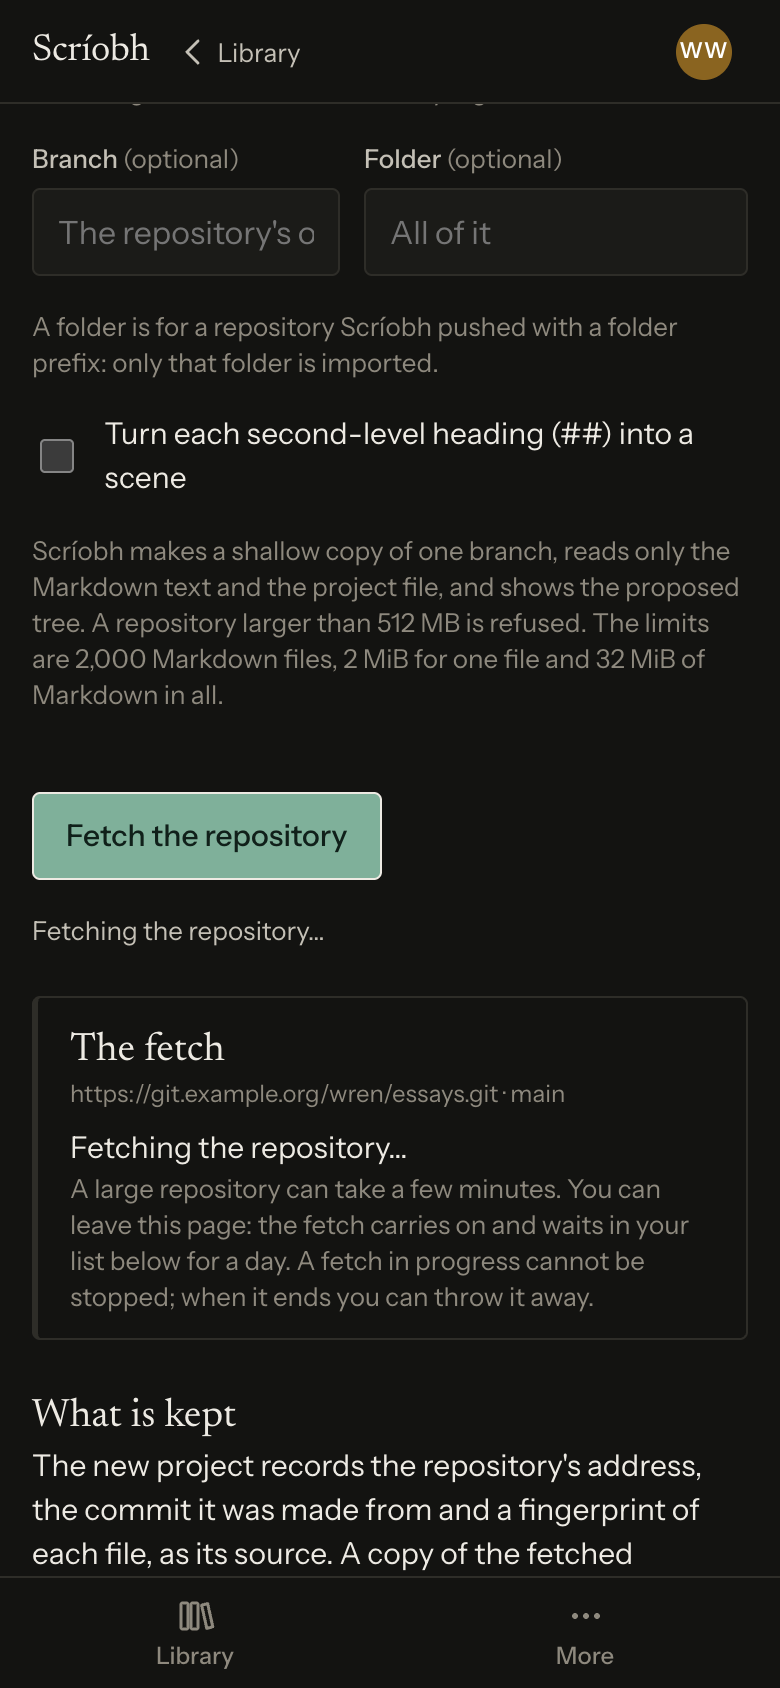 Scríobh
Library
WW
Branch (optional)
Folder (optional)
The repository's o
All of it
A folder is for a repository Scríobh pushed with a folder
prefix: only that folder is imported.
Turn each second-level heading (##) into a
scene
Scríobh makes a shallow copy of one branch, reads only the
Markdown text and the project file, and shows the proposed
tree. A repository larger than 512 MB is refused. The limits
are 2,000 Markdown files, 2 MiB for one file and 32 MiB of
Markdown in all.
Fetch the repository
Fetching the repository...
The fetch
https://git.example.org/wren/essays.git · main
Fetching the repository...
A large repository can take a few minutes. You can
leave this page: the fetch carries on and waits in your
list below for a day. A fetch in progress cannot be
stopped; when it ends you can throw it away.
What is kept
The new project records the repository's address,
the commit it was made from and a fingerprint of
each file, as its source. A copy of the fetched
Library
More